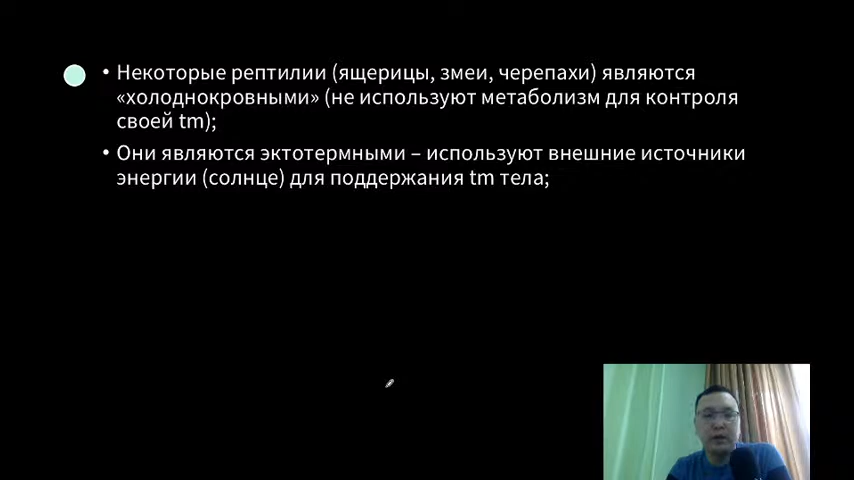 • Некоторые рептилии (ящерицы, змеи, черепахи) являются
«холоднокровными» (не используют метаболизм для контроля
своей tm);
• Они являются эктотермными – используют внешние источники
энергии (солнце) для поддержания tm тела;